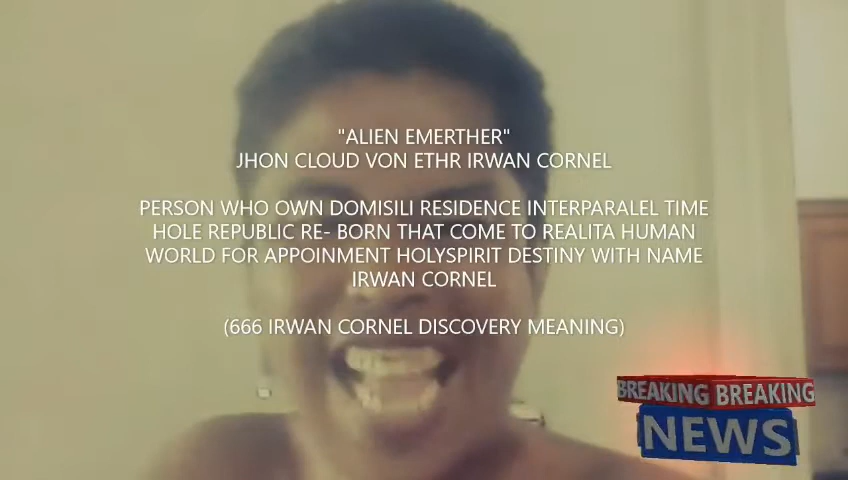 "ALIEN EMERTHER"
JHON CLOUD VON ETHR IRWAN CORNEL
PERSON WHO OWN DOMISILI RESIDENCE INTERPARALEL TIME
HOLE REPUBLIC RE- BORN THAT COME TO REALITA HUMAN
WORLD FOR APPOINMENT HOLYSPIRIT DESTINY WITH NAME
IRWAN CORNEL
(666 IRWAN CORNEL DISCOVERY MEANING)
BREAKING BREAKING
NEWS